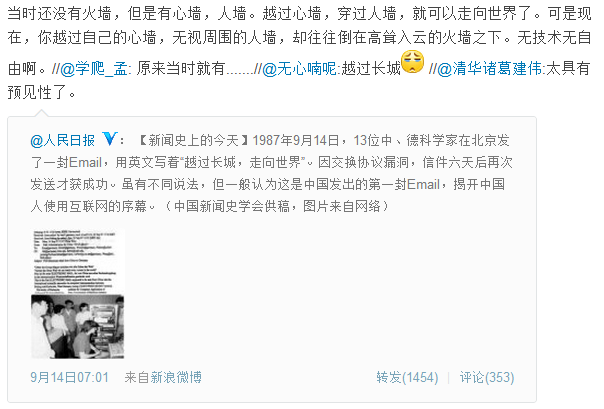 当时还没有火墙，但是有心墙，人墙。越过心墙，穿过人墙，就可以走向世界了。可是现
在，你越过自己的心墙，无视周围的人墙，却往往倒在高耸入云的火墙之下。无技术无自
由啊。//@学爬_孟: 原来当时就有.......//@无心喃呢:越过长城 //@清华诸葛建伟:太具有
预见性了。
@人民日报 ：【新闻史上的今天】1987年9月14日，13位中、德科学家在北京发
了一封Email，用英文写着“越过长城，走向世界”。因交换协议漏洞，信件六天后再次
发送才获成功。虽有不同说法，但一般认为这是中国发出的第一封Email，揭开中国
人使用互联网的序幕。（中国新闻史学会供稿，图片来自网络）
9月14日07:01 来自新浪微博 转发(1454) | 评论(353)